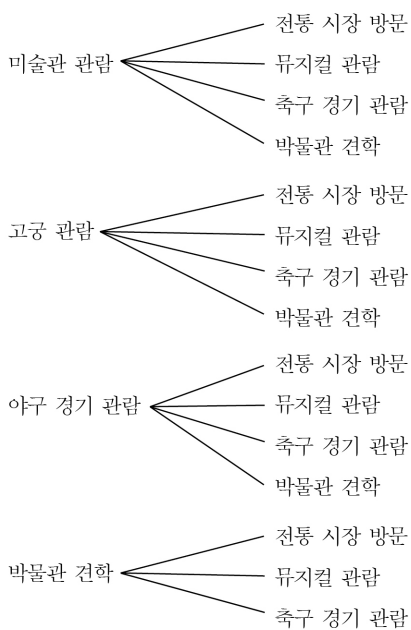 미술관 관람
전통 시장 방문
뮤지컬 관람
축구 경기 관람
박물관 견학
고궁 관람
전통 시장 방문
뮤지컬 관람
축구 경기 관람
박물관 견학
야구 경기 관람
전통 시장 방문
뮤지컬 관람
축구 경기 관람
박물관 견학
박물관 견학
전통 시장 방문
뮤지컬 관람
축구 경기 관람